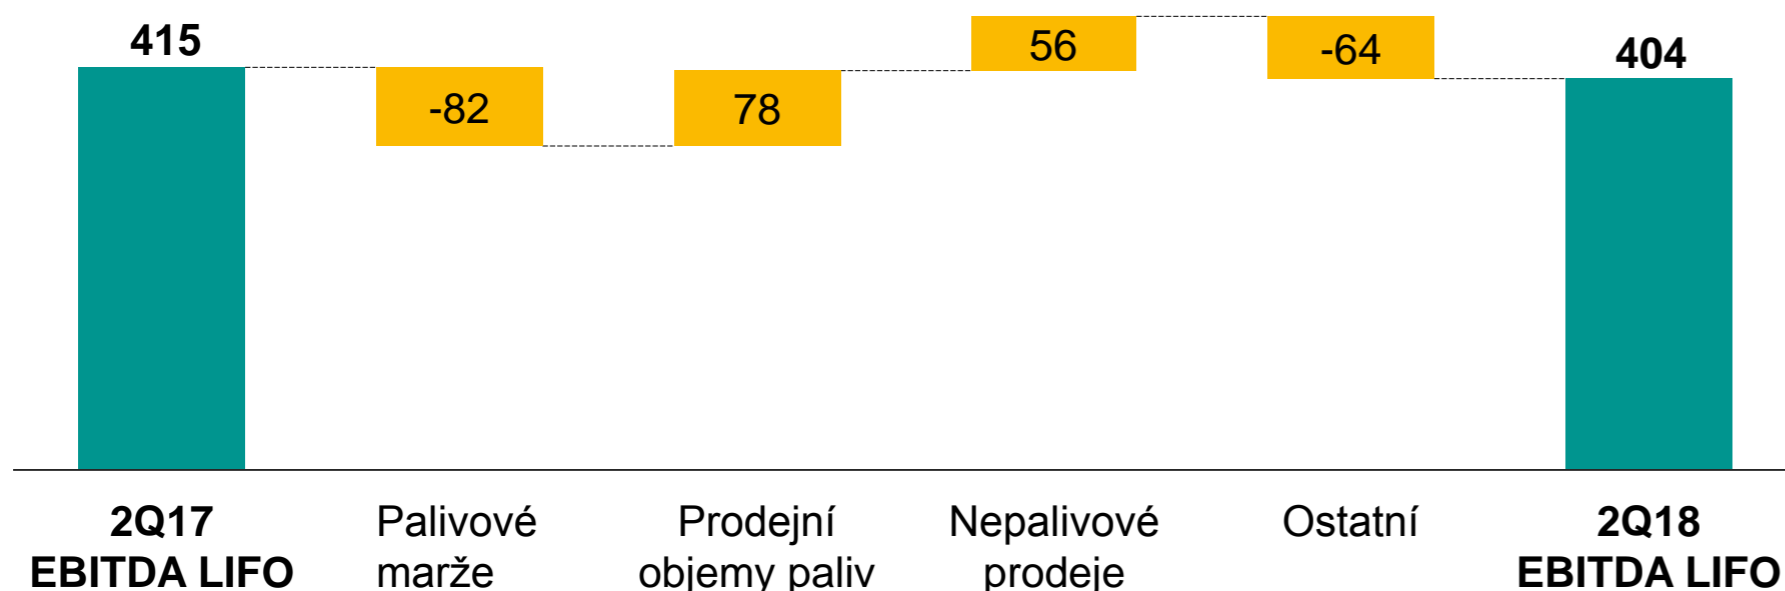 415
-82
78
56
-64
404
2Q17
EBITDA LIFO
Palivové
marže
Prodejní
objemy paliv
Nepalivové
prodeje
Ostatní
2Q18
EBITDA LIFO